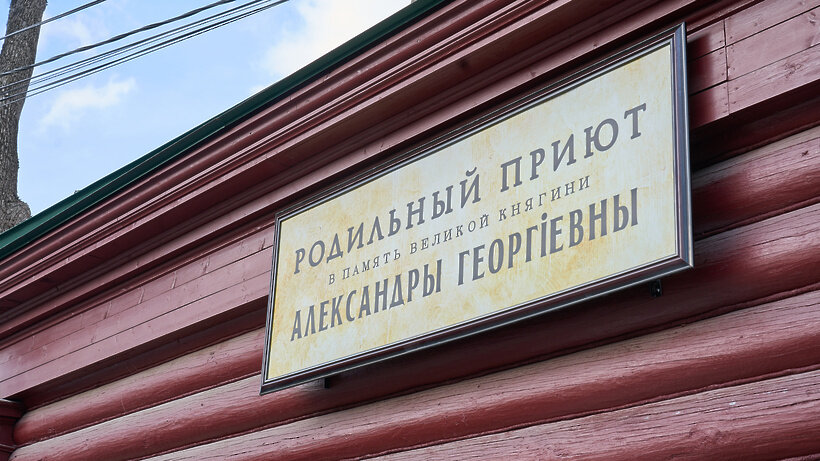 РОДИЛЬНЫЙ ПРИЮТ
В ПАМЯТЬ ВЕЛИКОЙ КНЯГИНИ
АЛЕКСАНДРЫ ГЕОРГІЕВНЫ